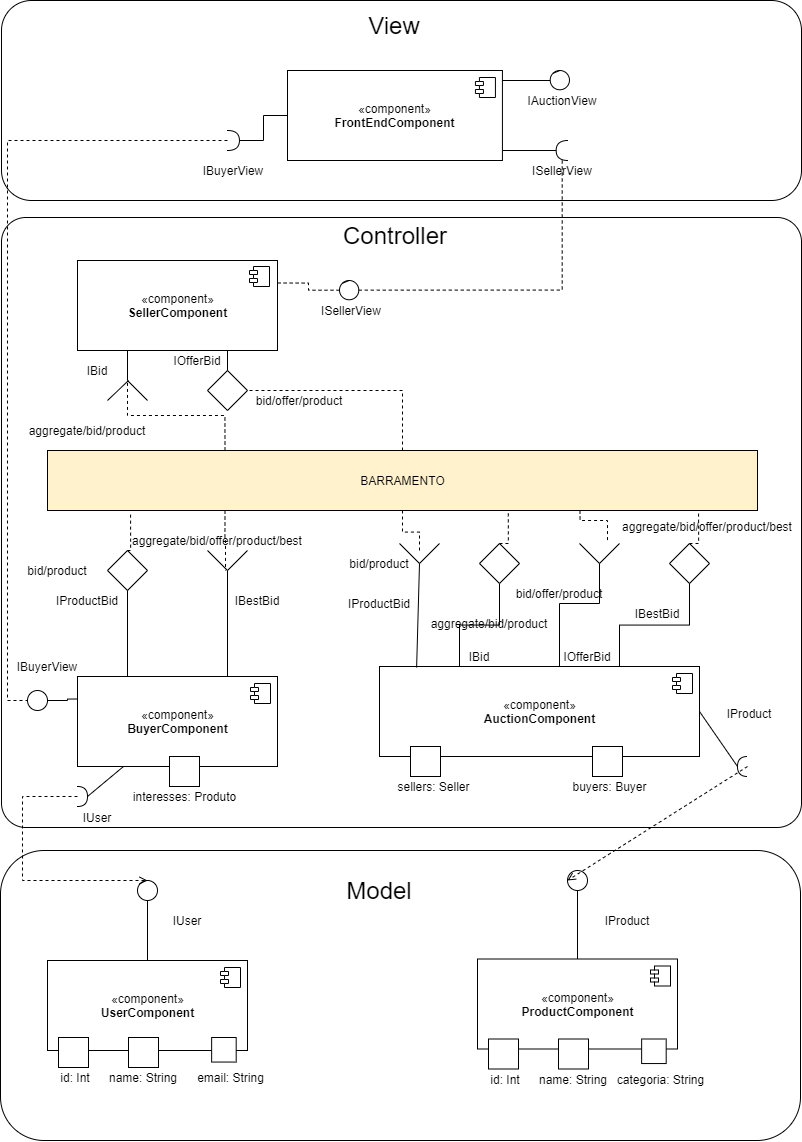 View
«component»
FrontEndComponent
IAuctionView
IBuyerView
ISellerView
Controller
«component»
SellerComponent
ISellerView
IBid
IOfferBid
bid/offer/product
aggregate/bid/product
BARRAMENTO
aggregate/bid/offer/product/best
aggregate/bid/offer/product/best
bid/product
bid/product
IProductBid
IBestBid
IProductBid
bid/offer/product
aggregate/bid/product
IBestBid
IBid
IOfferBid
IBuyerView
«component»
BuyerComponent
«component»
AuctionComponent
IProduct
interesses: Produto
sellers: Seller
buyers: Buyer
IUser
Model
IUser
IProduct
«component»
UserComponent
«component»
ProductComponent
id: Int
name: String
email: String
id: Int
name: String
categoria: String